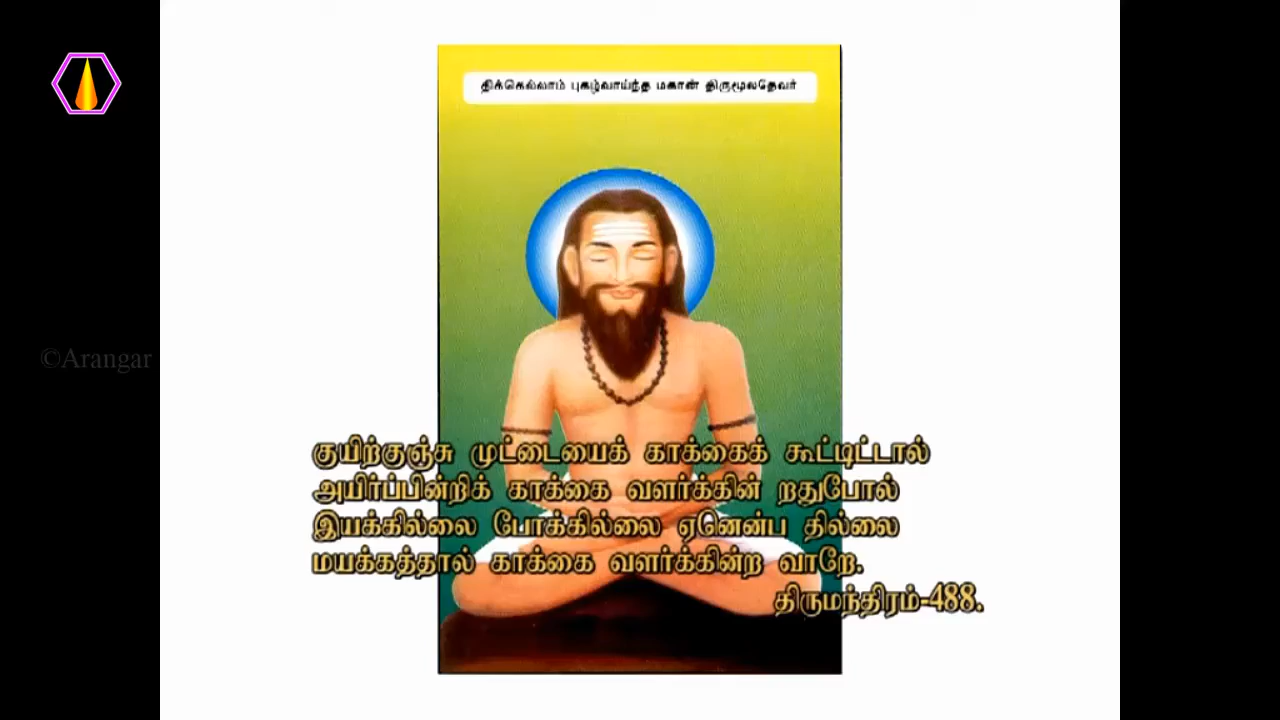 திக்கெல்லாம் புகழ்வாய்ந்த மகான் திருமூலதேவர்
©Arangar
குயிற்குஞ்சு முட்டையைக் காக்கைக் கூட்டிட்டால்
அயிர்ப்பின்றிக் காக்கை வளர்க்கின் றதுபோல்
இயக்கில்லை போக்கில்லை ஏனென்ப தில்லை
மயக்கத்தால் காக்கை வளர்க்கின்ற வாறே.
திருமந்திரம்-488.